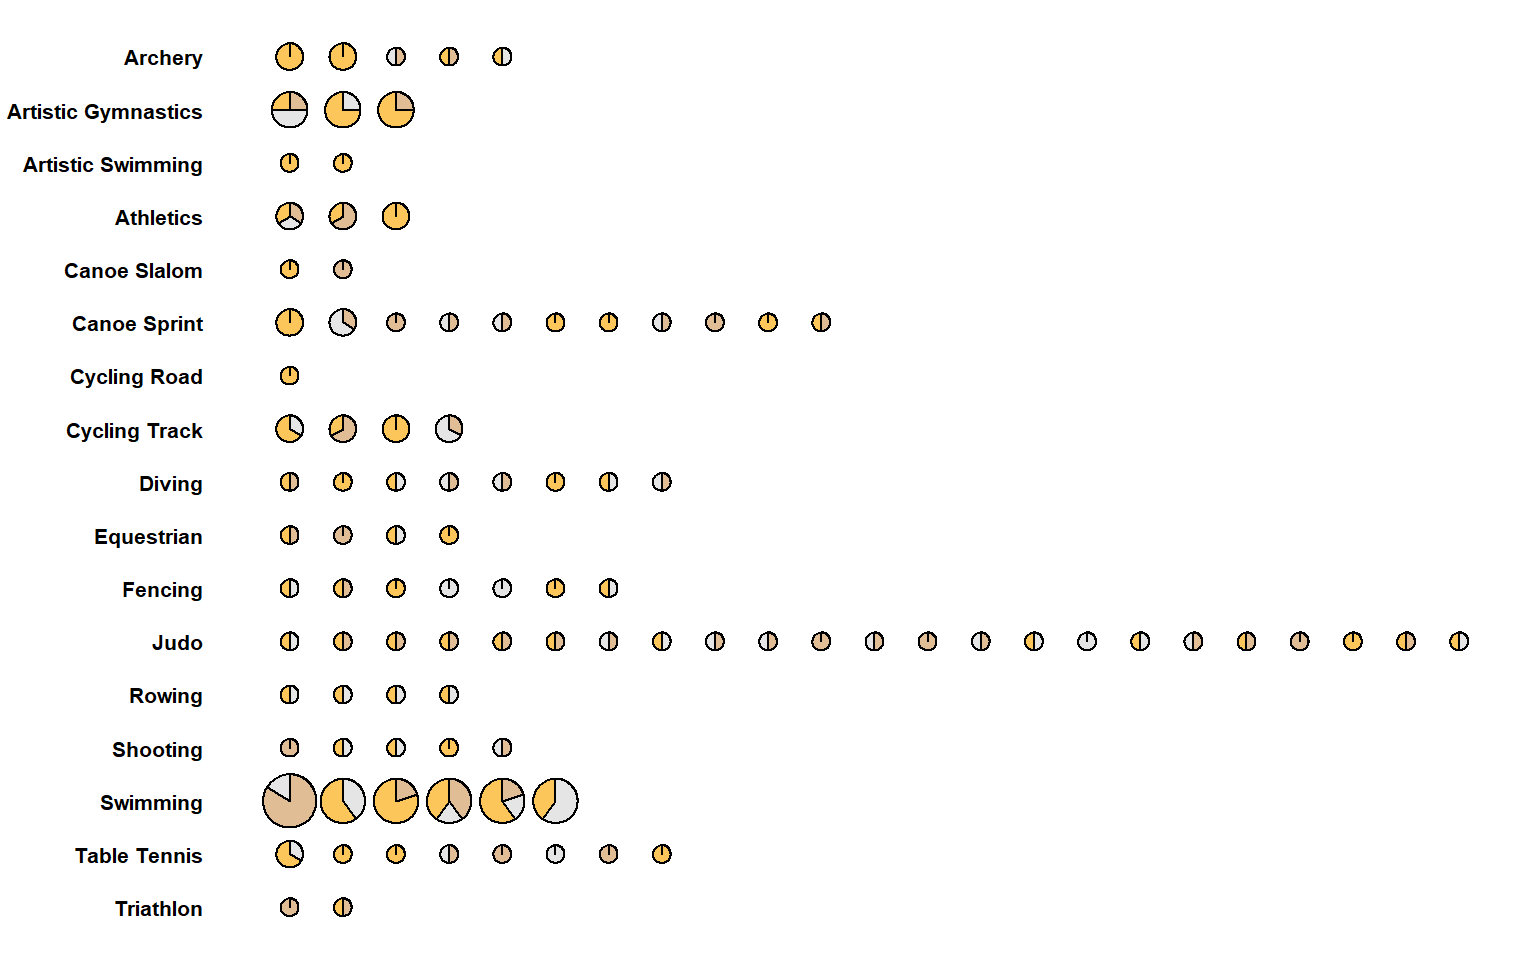 Archery
Artistic Gymnastics
Artistic Swimming
Athletics
Canoe Slalom
Canoe Sprint
Cycling Road
Cycling Track
Diving
Equestrian
Fencing
Judo
Rowing
Shooting
Swimming
Table Tennis
Triathlon